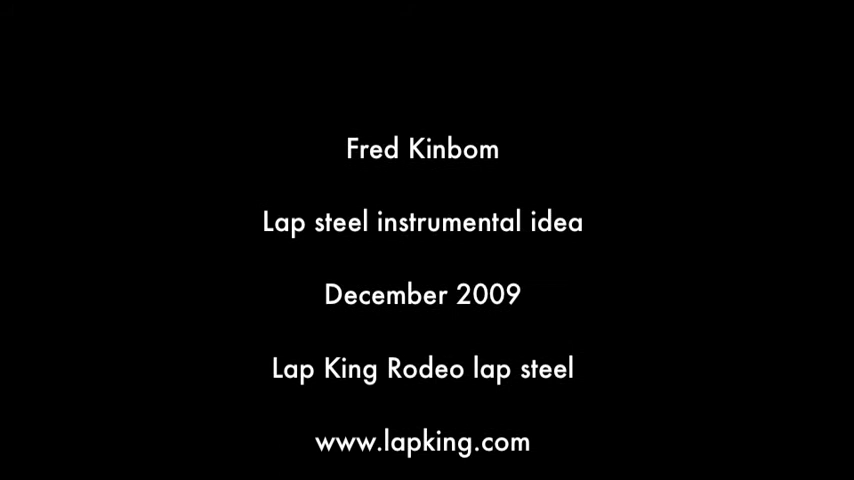 Fred Kinbom
Lap steel instrumental idea
December 2009
Lap King Rodeo lap steel
www.lapking.com